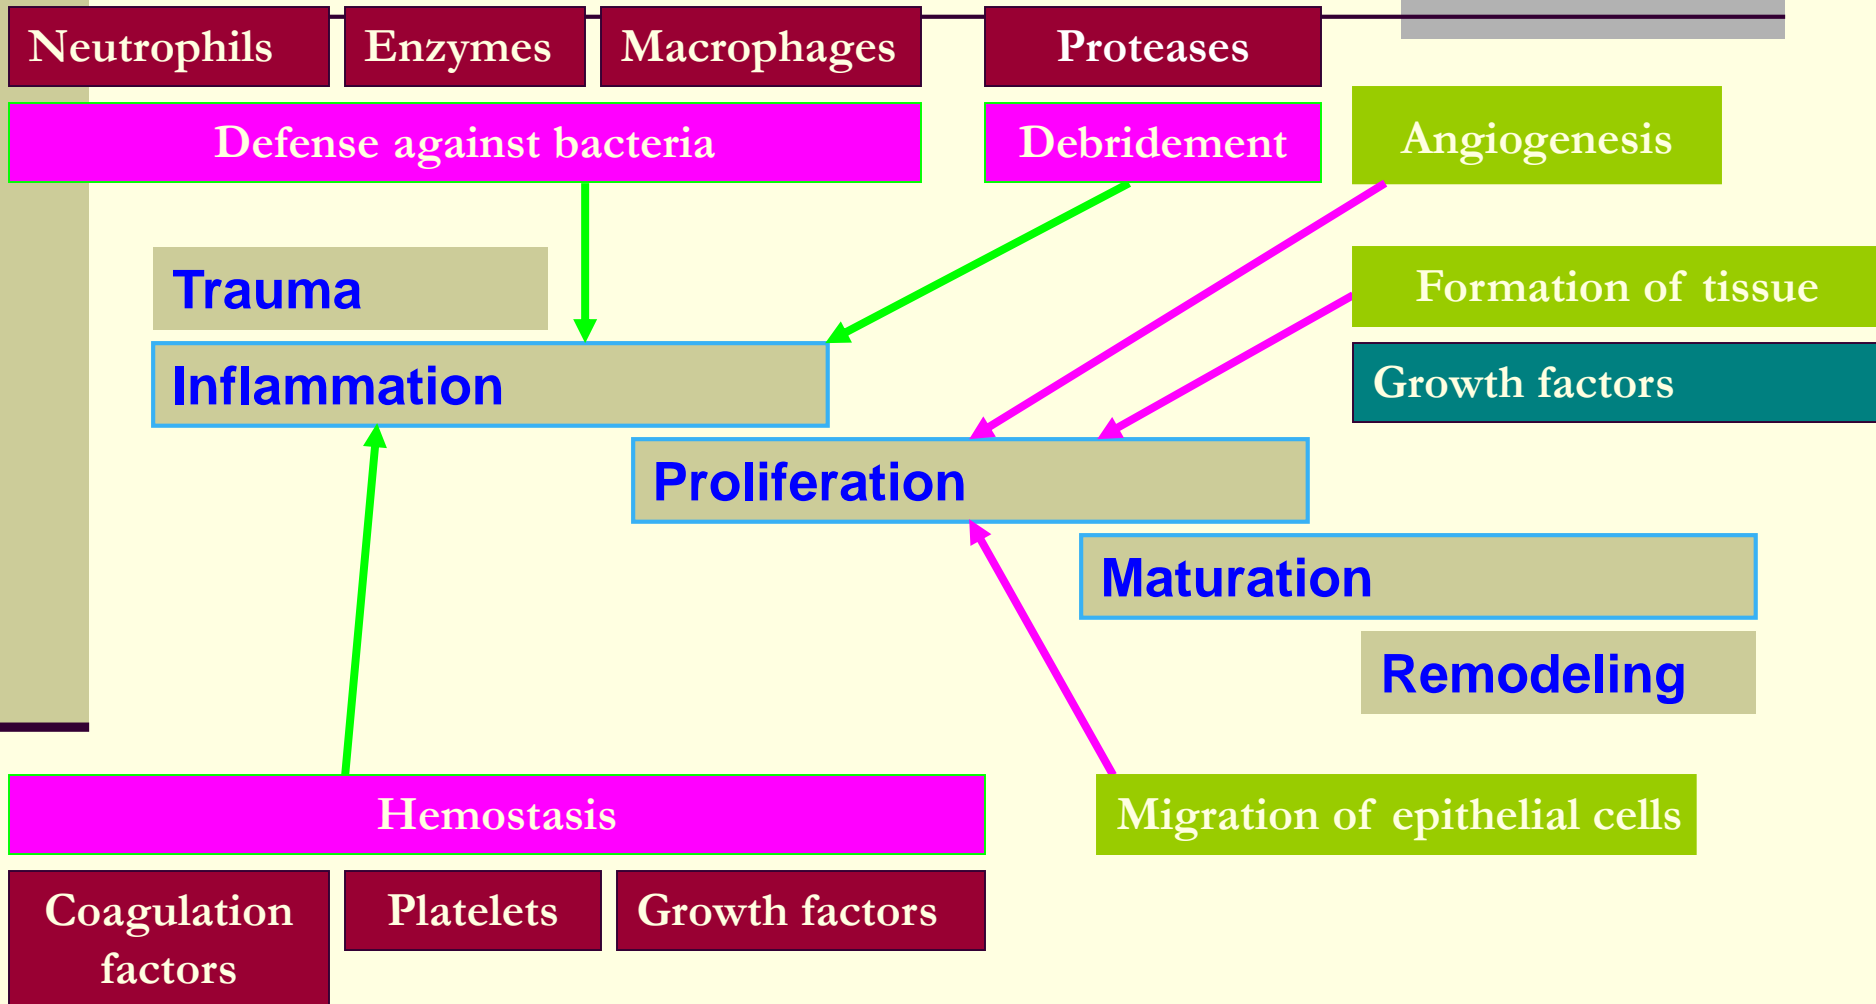 Neutrophils
Enzymes
Macrophages
Proteases
Defense against bacteria
Debridement
Angiogenesis
Trauma
Formation of tissue
Inflammation
Growth factors
Proliferation
Maturation
Remodeling
Hemostasis
Migration of epithelial cells
Coagulation
factors
Platelets
Growth factors